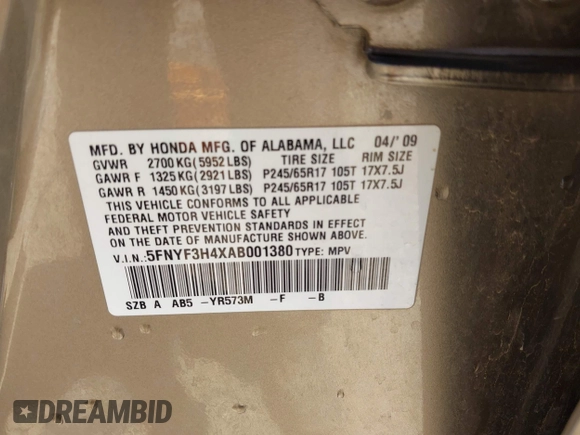 MFD. BY HONDA MFG. OF ALABAMA, LLC 04/'09
GVWR 2700 KG(5952 LBS) TIRE SIZE RIM SIZE
GAWR F 1325 KG(2921 LBS) P245/65R17 105T 17X7.5J
GAWR R 1450 KG(3197 LBS) P245/65R17 105T 17X7.5J
THIS VEHICLE CONFORMS TO ALL APPLICABLE
FEDERAL MOTOR VEHICLE SAFETY
AND THEFT PREVENTION STANDARDS IN EFFECT ON
THE DATE OF MANUFACTURE SHOWN ABOVE.
V.I.N.:5FNYF3H4XAB001380 TYPE: MPV
SZB A AB5 -YR573M -F -B
DREAMBID